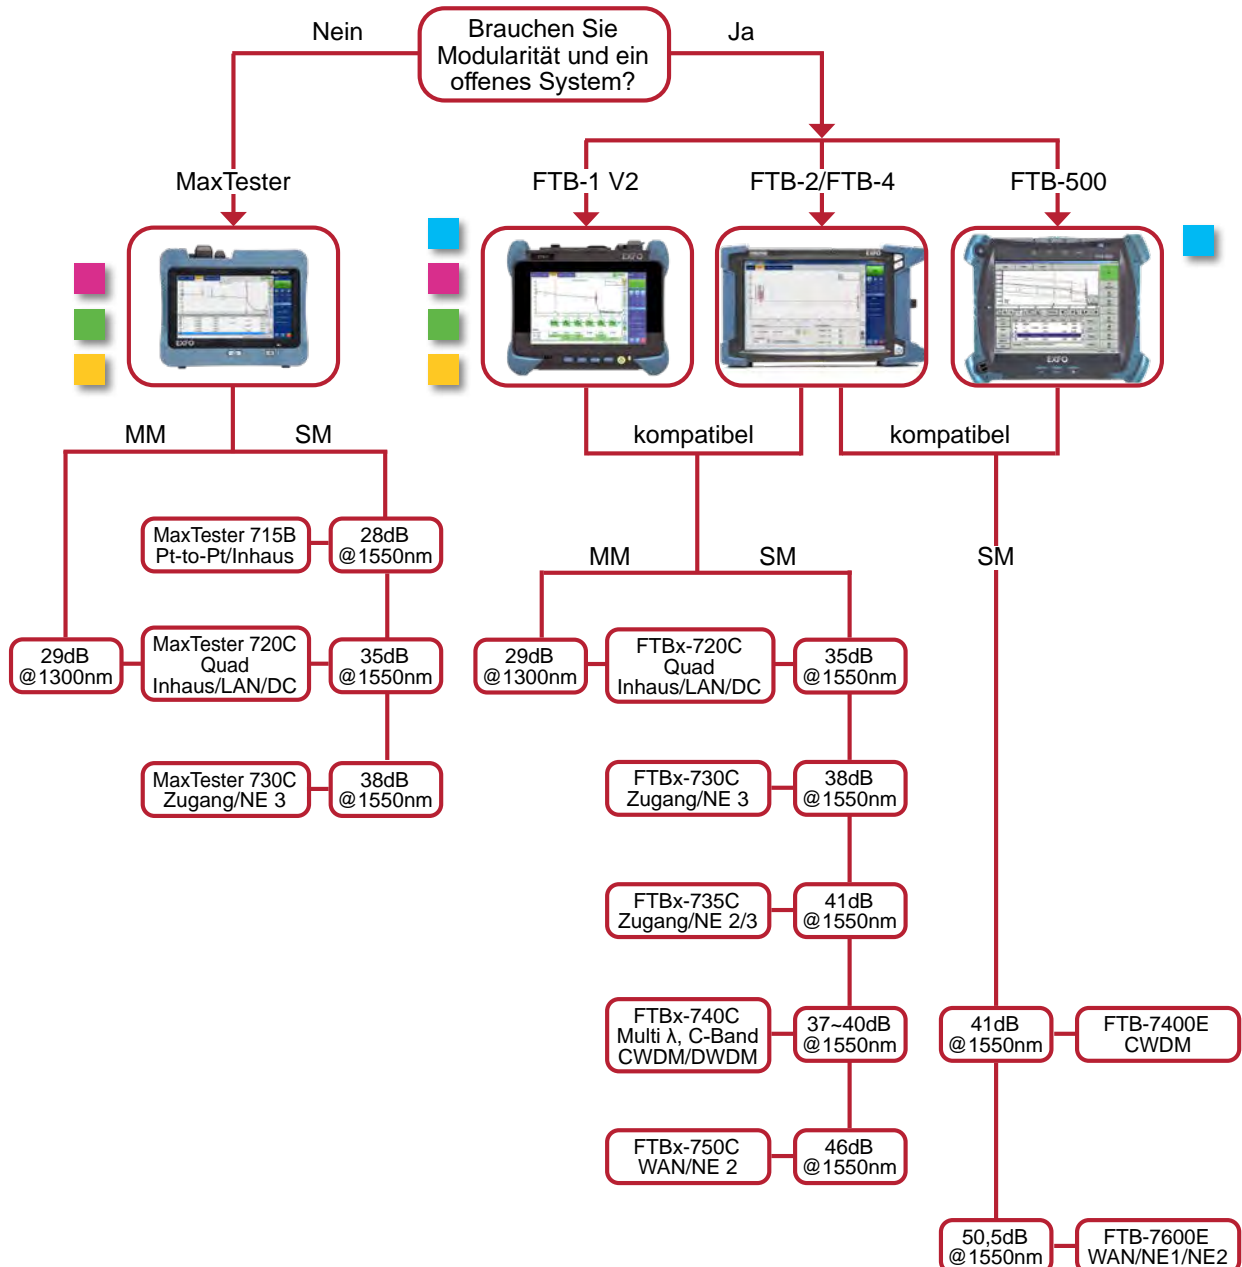 Nein
Brauchen Sie
Modularität und ein
offenes System?
Ja
MaxTester
FTB-1 V2
FTB-2/FTB-4
FTB-500
EXFO
EXFO
EXFO
EXFO
MM
SM
kompatibel
kompatibel
MaxTester 715B
Pt-to-Pt/Inhaus
28dB
@1550nm
MM
SM
SM
29dB
@1300nm
MaxTester 720C
Quad
Inhaus/LAN/DC
35dB
@1550nm
29dB
@1300nm
FTBx-720C
Quad
Inhaus/LAN/DC
35dB
@1550nm
MaxTester 730C
Zugang/NE 3
38dB
@1550nm
FTBx-730C
Zugang/NE 3
38dB
@1550nm
FTBx-735C
Zugang/NE 2/3
41dB
@1550nm
FTBx-740C
Multi λ, C-Band
CWDM/DWDM
37~40dB
@1550nm
41dB
@1550nm
FTB-7400E
CWDM
FTBx-750C
WAN/NE 2
46dB
@1550nm
50,5dB
@1550nm
FTB-7600E
WAN/NE1/NE2